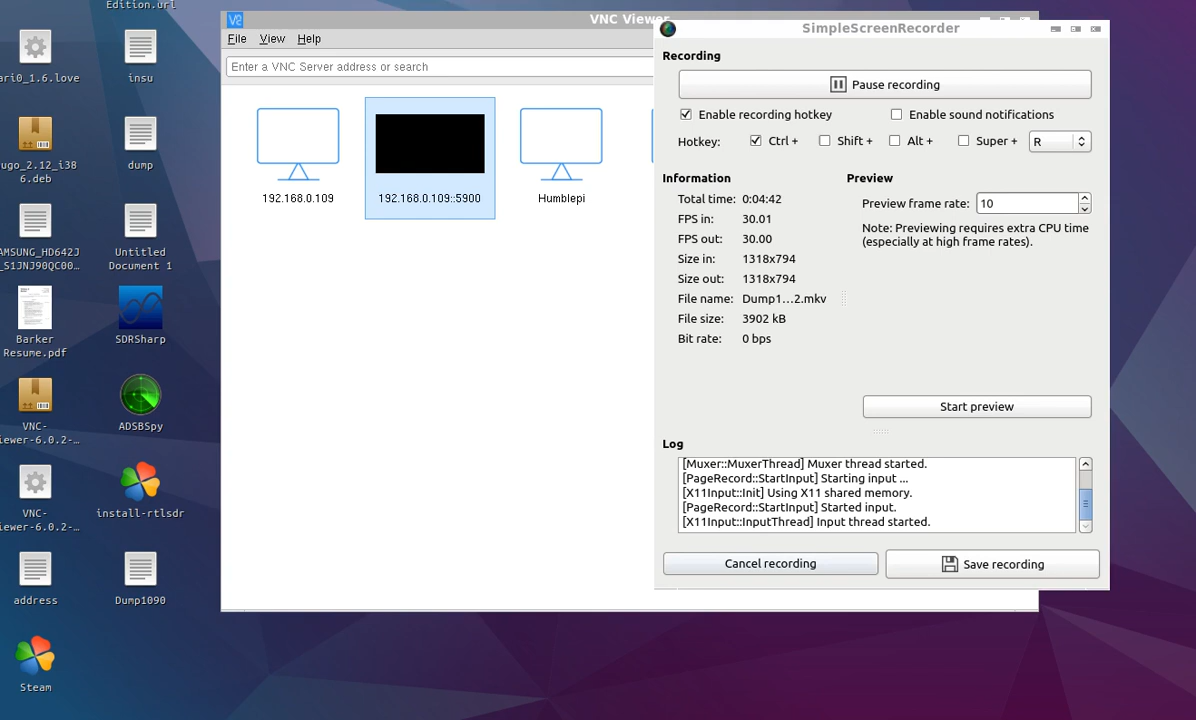 Edition.url
ari0_1.6.love
insu
ugo_2.12_i38
6.deb
dump
AMSUNG_HD642J
_S1JNJ90QC00…
Untitled
Document 1
Barker
Resume.pdf
SDRSharp
VNC-
iewer-6.0.2-…
ADSBSpy
VNC-
iewer-6.0.2-…
install-rtlsdr
address
Dump1090
Steam
VNC Viewer
File View Help
Enter a VNC Server address or search
192.168.0.109
192.168.0.109::5900
Humblepi
SimpleScreenRecorder
Recording
Pause recording
Enable recording hotkey
Enable sound notifications
Hotkey: Ctrl + Shift + Alt + Super + R
Information
Total time: 0:04:42
FPS in: 30.01
FPS out: 30.00
Size in: 1318x794
Size out: 1318x794
File name: Dump1...2.mkv
File size: 3902 kB
Bit rate: 0 bps
Preview
Preview frame rate: 10
Note: Previewing requires extra CPU time
(especially at high frame rates).
Start preview
Log
[Muxer::MuxerThread] Muxer thread started.
[PageRecord::StartInput] Starting input ...
[X11Input::Init] Using X11 shared memory.
[PageRecord::StartInput] Started input.
[X11Input::InputThread] Input thread started.
Cancel recording
Save recording